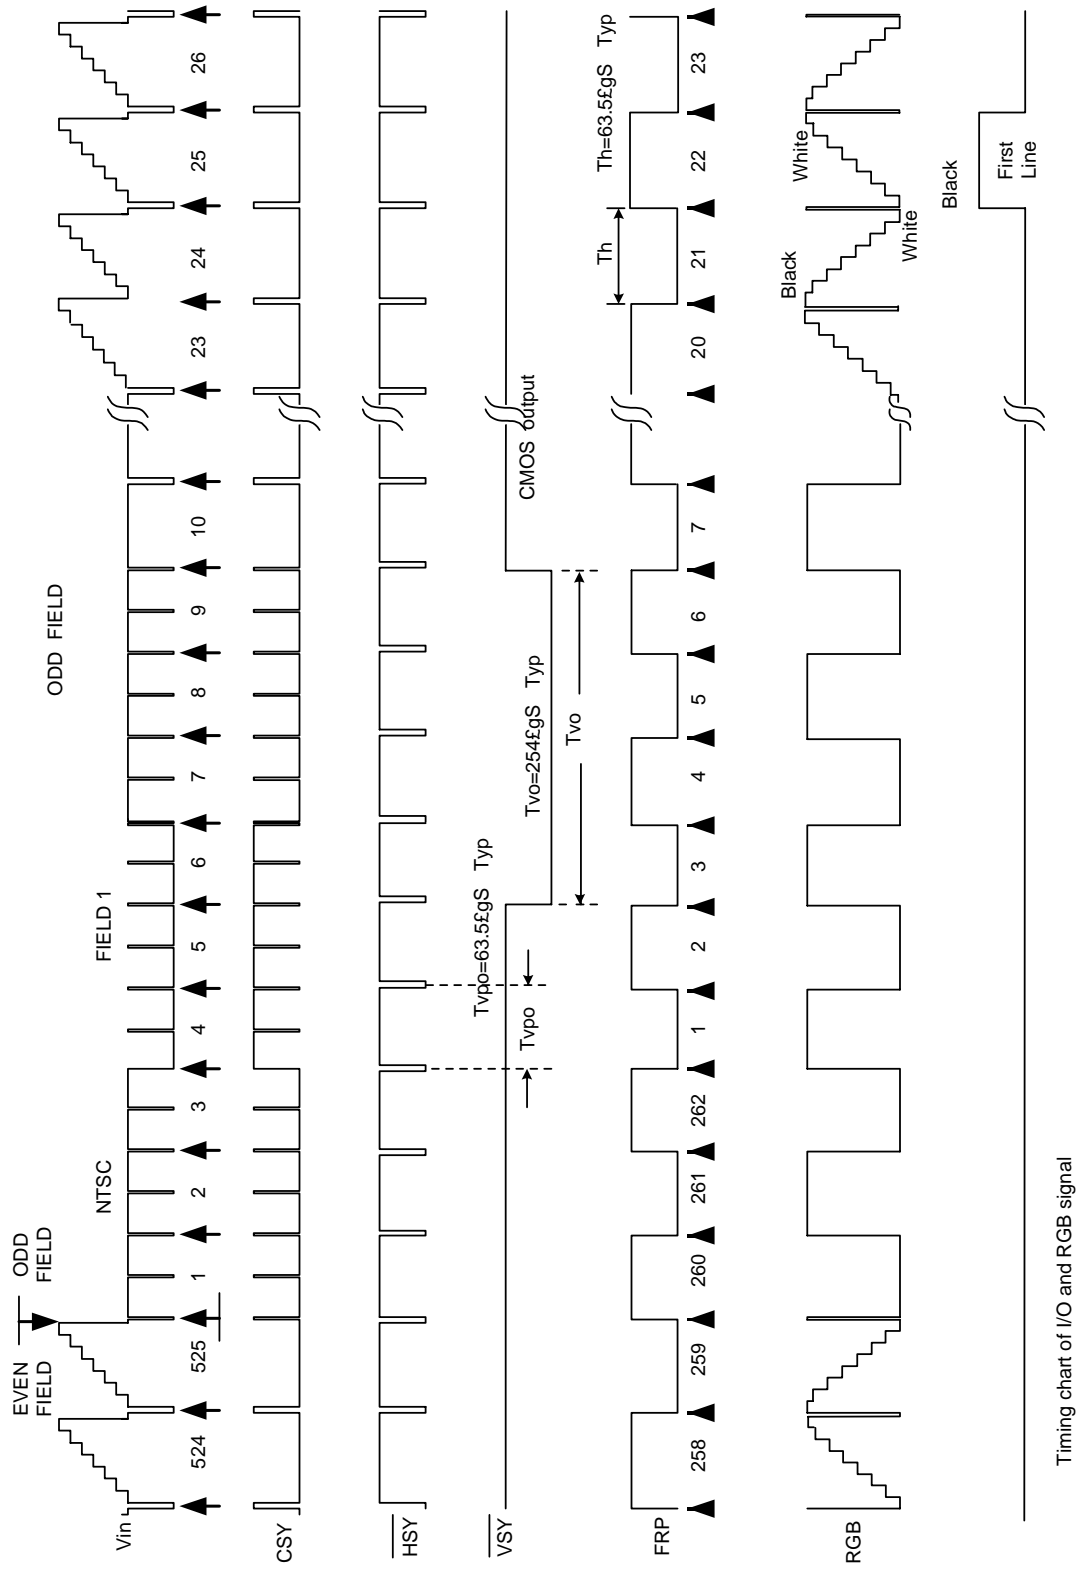 EVEN
FIELD
ODD
FIELD
NTSC
FIELD 1
ODD FIELD
Vin
524
525
1
2
3
4
5
6
7
8
9
10
23
24
25
26
CSY
HSY
VSY
Tvpo=63.5£gS Typ
Tvpo
Tvo=254£gS Typ
Tvo
CMOS output
Th
Th=63.5£gS Typ
FRP
258
259
260
261
262
1
2
3
4
5
6
7
20
21
22
23
RGB
Black
White
White
Black
First
Line
Timing chart of I/O and RGB signal